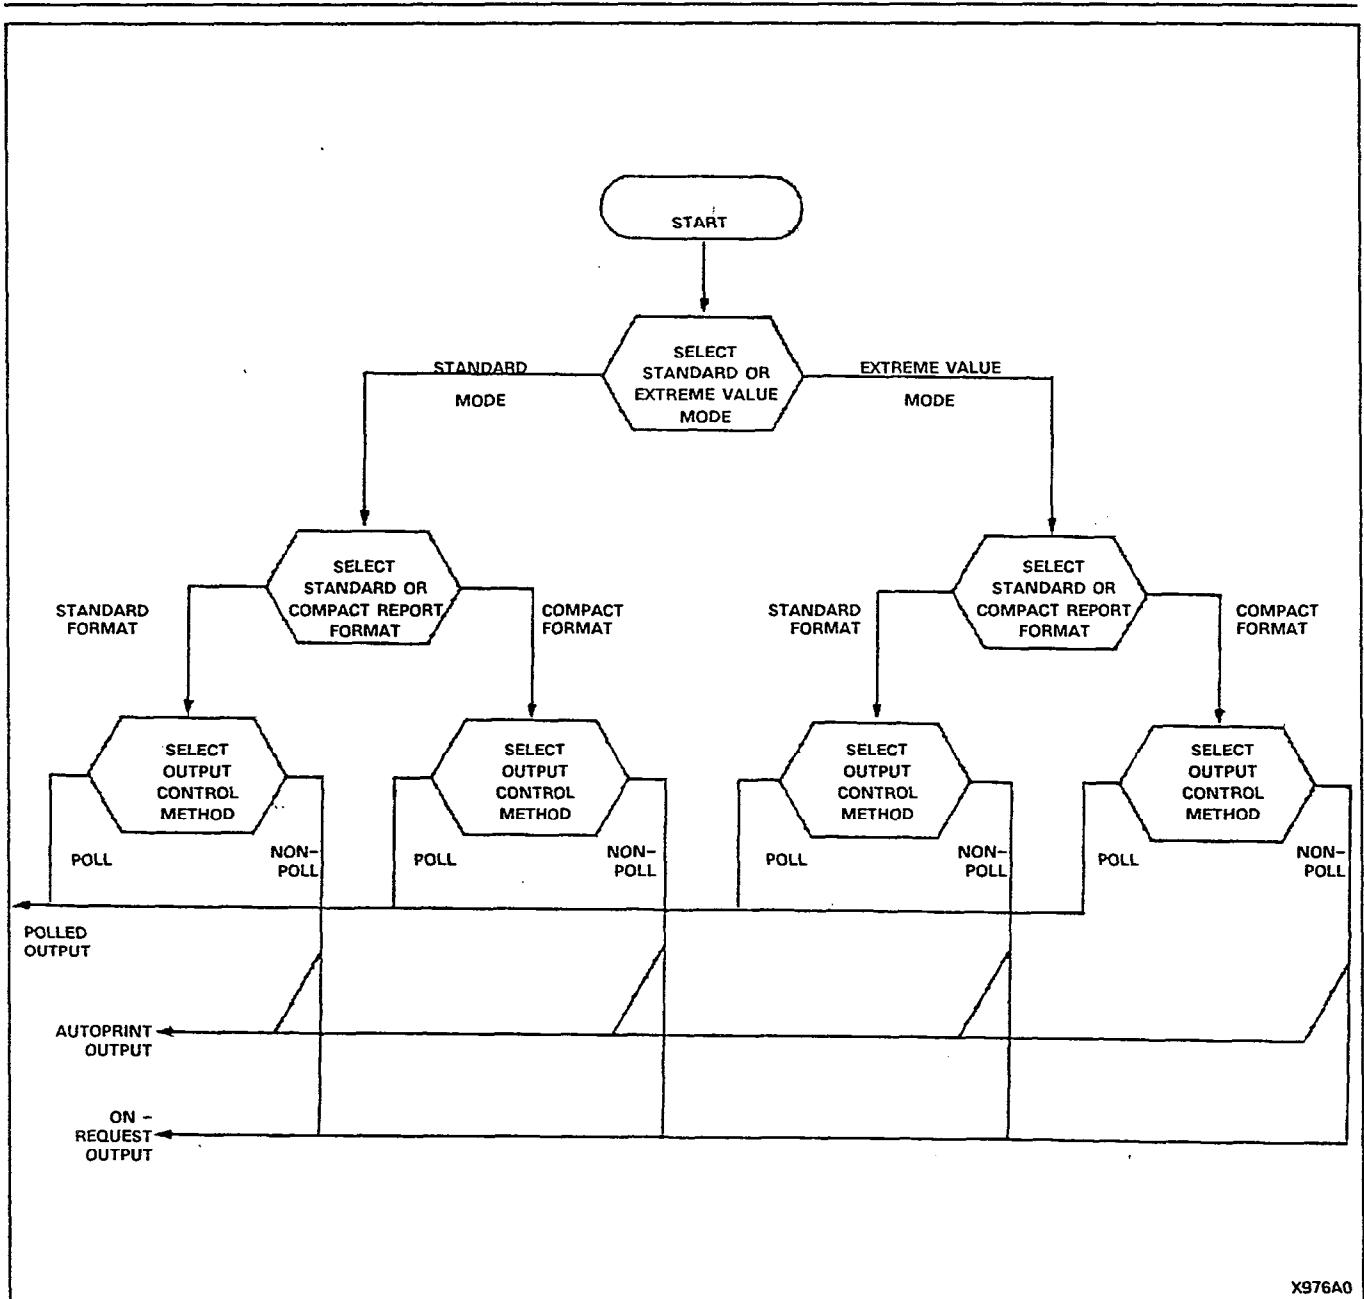 START
SELECT
STANDARD OR
EXTREME VALUE
MODE
STANDARD
MODE
EXTREME VALUE
MODE
SELECT
STANDARD OR
COMPACT REPORT
FORMAT
STANDARD
FORMAT
COMPACT
FORMAT
SELECT
STANDARD OR
COMPACT REPORT
FORMAT
STANDARD
FORMAT
COMPACT
FORMAT
SELECT
OUTPUT
CONTROL
METHOD
SELECT
OUTPUT
CONTROL
METHOD
SELECT
OUTPUT
CONTROL
METHOD
SELECT
OUTPUT
CONTROL
METHOD
POLL
NON-
POLL
POLL
NON-
POLL
POLL
NON-
POLL
POLL
NON-
POLL
POLLED
OUTPUT
AUTOPRINT
OUTPUT
ON -
REQUEST
OUTPUT
X976A0